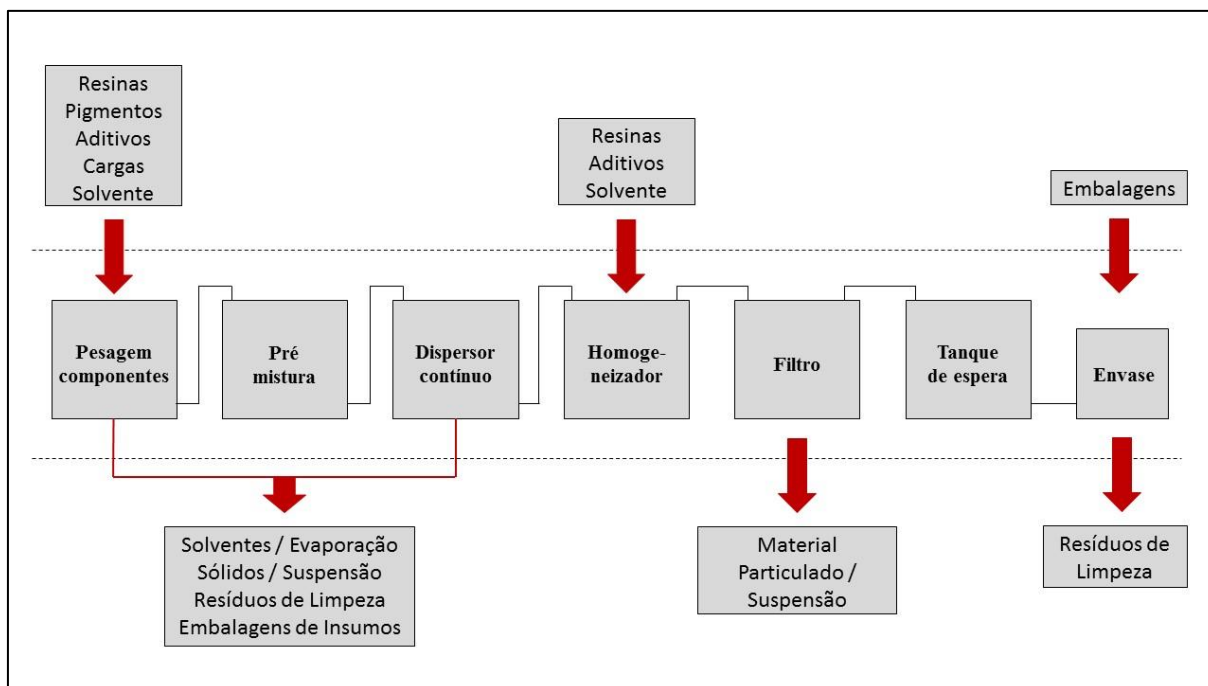 Resinas
Pigmentos
Aditivos
Cargas
Solvente
Resinas
Aditivos
Solvente
Embalagens
Pesagem
componentes
Pré
mistura
Dispersor
contínuo
Homoge-
neizador
Filtro
Tanque
de espera
Envase
Solventes / Evaporação
Sólidos / Suspensão
Resíduos de Limpeza
Embalagens de Insumos
Material
Particulado /
Suspensão
Resíduos de
Limpeza